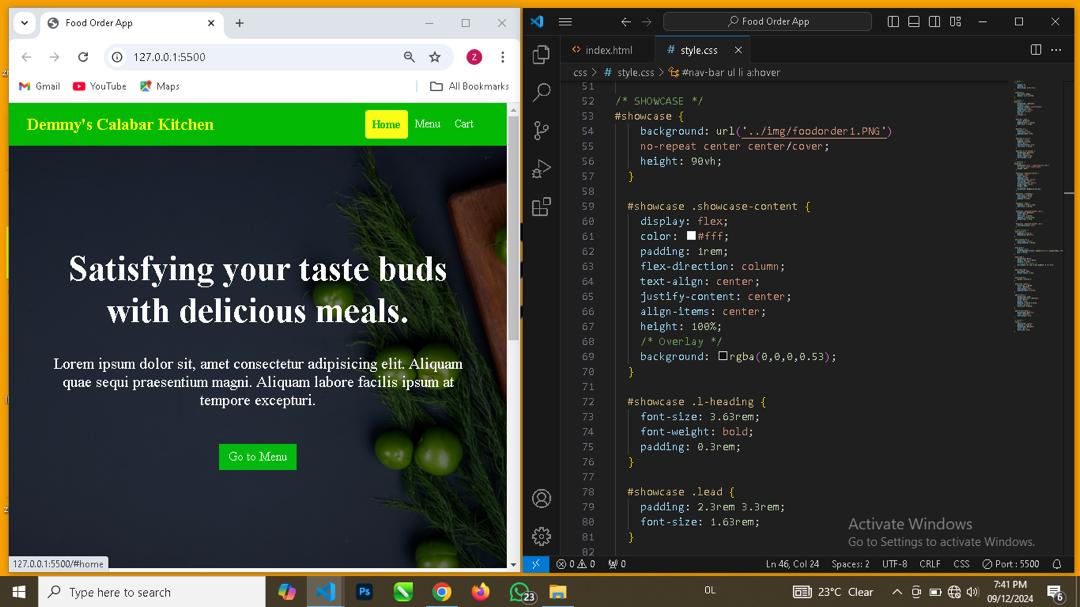 Food Order App
127.0.0.1:5500
Z
Gmail
YouTube
Maps
All Bookmarks
Demmy's Calabar Kitchen
Home
Menu
Cart
Satisfying your taste buds
with delicious meals.
Lorem ipsum dolor sit, amet consectetur adipisicing elit. Aliquam
quae sequi praesentium magni. Aliquam labore facilis ipsum at
tempore excepturi.
Go to Menu
127.0.0.1:5500/#home
Food Order App
index.html
# style.css
css > # style.css > #nav-bar ul li a:hover
51
52 /* SHOWCASE */
53 #showcase {
54 background: url('../img/foodorder1.PNG')
55 no-repeat center center/cover;
56 height: 90vh;
57 }
58
59 #showcase .showcase-content {
60 display: flex;
61 color: #fff;
62 padding: 1rem;
63 flex-direction: column;
64 text-align: center;
65 justify-content: center;
66 align-items: center;
67 height: 100%;
68 /* Overlay */
69 background: rgba(0,0,0,0.53);
70 }
71
72 #showcase .l-heading {
73 font-size: 3.63rem;
74 font-weight: bold;
75 padding: 0.3rem;
76 }
77
78 #showcase .lead {
79 padding: 2.3rem 3.3rem;
80 font-size: 1.63rem;
81 }
82
Activate Windows
Go to Settings to activate Windows.
0 0 0
Ln 46, Col 24
Spaces: 2
UTF-8
CRLF
CSS
Port : 5500
Type here to search
Ps
23
OL
23°C Clear
7:41 PM
09/12/2024
6